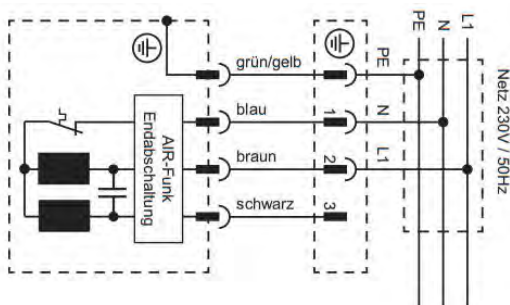 PE
N
L1
grün/gelb
PE
blau
1
N
braun
2
L1
schwarz
3
AIR-Funk
Endabschaltung
Netz 230V / 50Hz